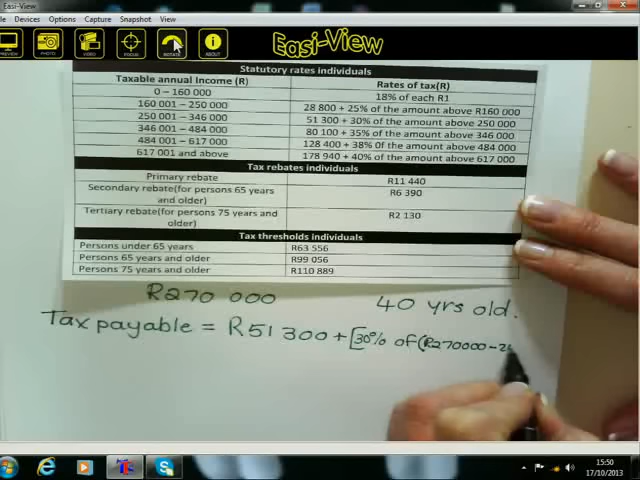 Easi-View
Devices Options Capture Snapshot View
PREVIEW PHOTO VIDEO FOCUS ROTATE ABOUT
Easi-View
Statutory rates individuals
Taxable annual Income (R) Rates of tax(R)
0 – 160 000 18% of each R1
160 001 – 250 000 28 800 + 25% of the amount above R160 000
250 001 – 346 000 51 300 + 30% of the amount above 250 000
346 001 – 484 000 80 100 + 35% of the amount above 346 000
484 001 – 617 000 128 400 + 38% of the amount above 484 000
617 001 and above 178 940 + 40% of the amount above 617 000
Tax rebates individuals
Primary rebate R11 440
Secondary rebate(for persons 65 years and older) R6 390
Tertiary rebate(for persons 75 years and older) R2 130
Tax thresholds individuals
Persons under 65 years R63 556
Persons 65 years and older R99 056
Persons 75 years and older R110 889
R270 000 40 yrs old.
Tax payable = R51 300 + [30% of (R270000 – 25
15:50
17/10/2013